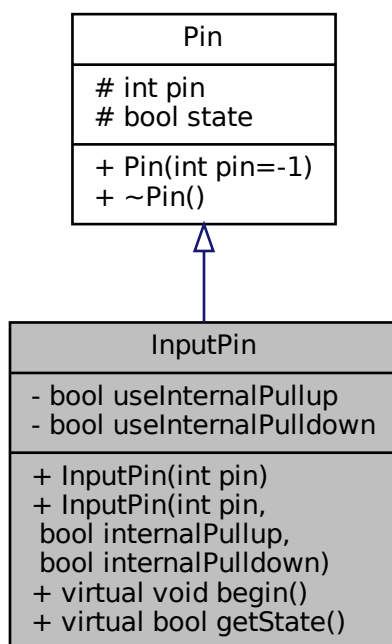 Pin
# int pin
# bool state
+ Pin(int pin=-1)
+ ~Pin()
InputPin
- bool useInternalPullup
- bool useInternalPulldown
+ InputPin(int pin)
+ InputPin(int pin,
bool internalPullup,
bool internalPulldown)
+ virtual void begin()
+ virtual bool getState()